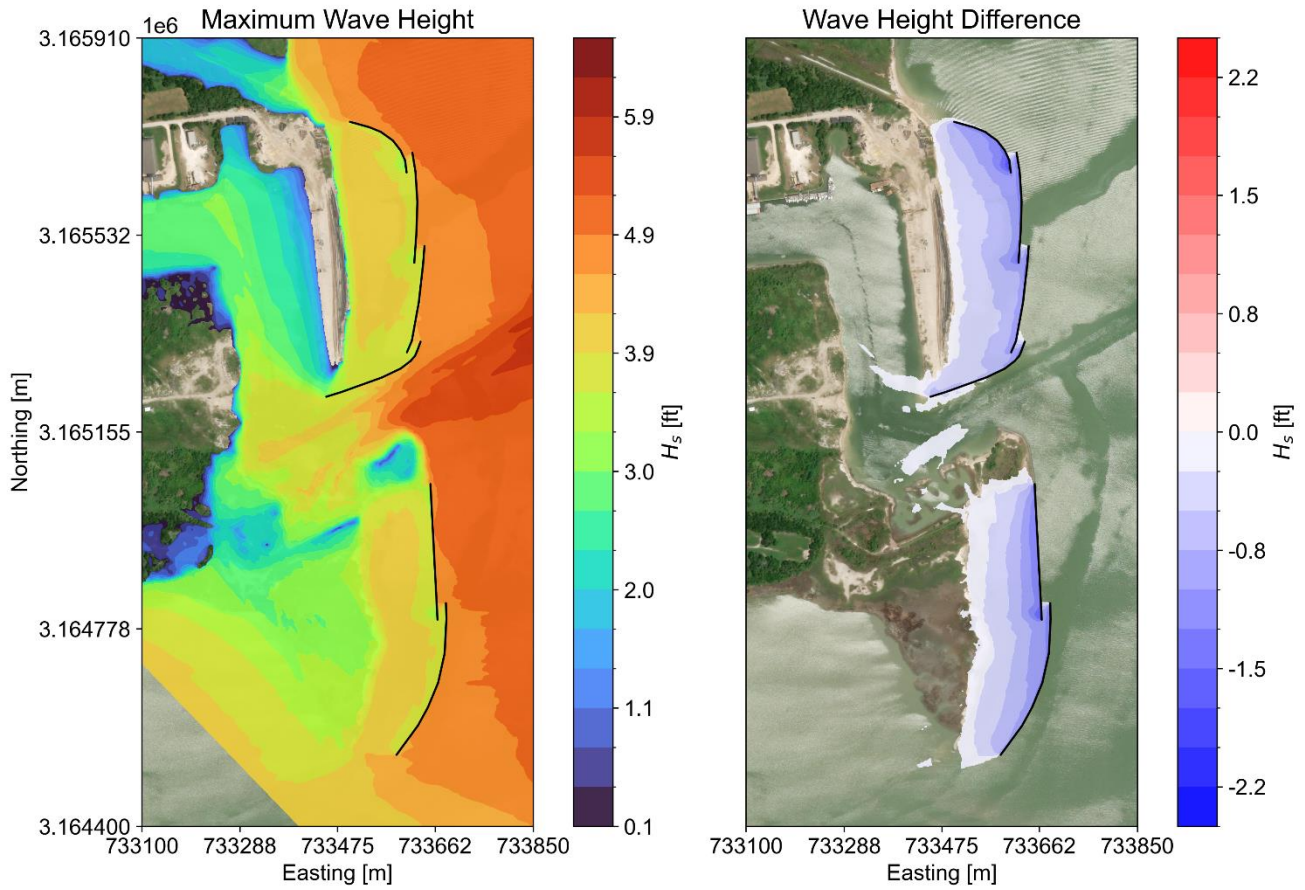 Maximum Wave Height
1e6
3.165910
3.165532
3.165155
3.164778
3.164400
Northing [m]
733100 733288 733475 733662 733850
Easting [m]
5.9
4.9
3.9
3.0
2.0
1.1
0.1
H_s [ft]
Wave Height Difference
733100 733288 733475 733662 733850
Easting [m]
2.2
1.5
0.8
0.0
-0.8
-1.5
-2.2
H_s [ft]